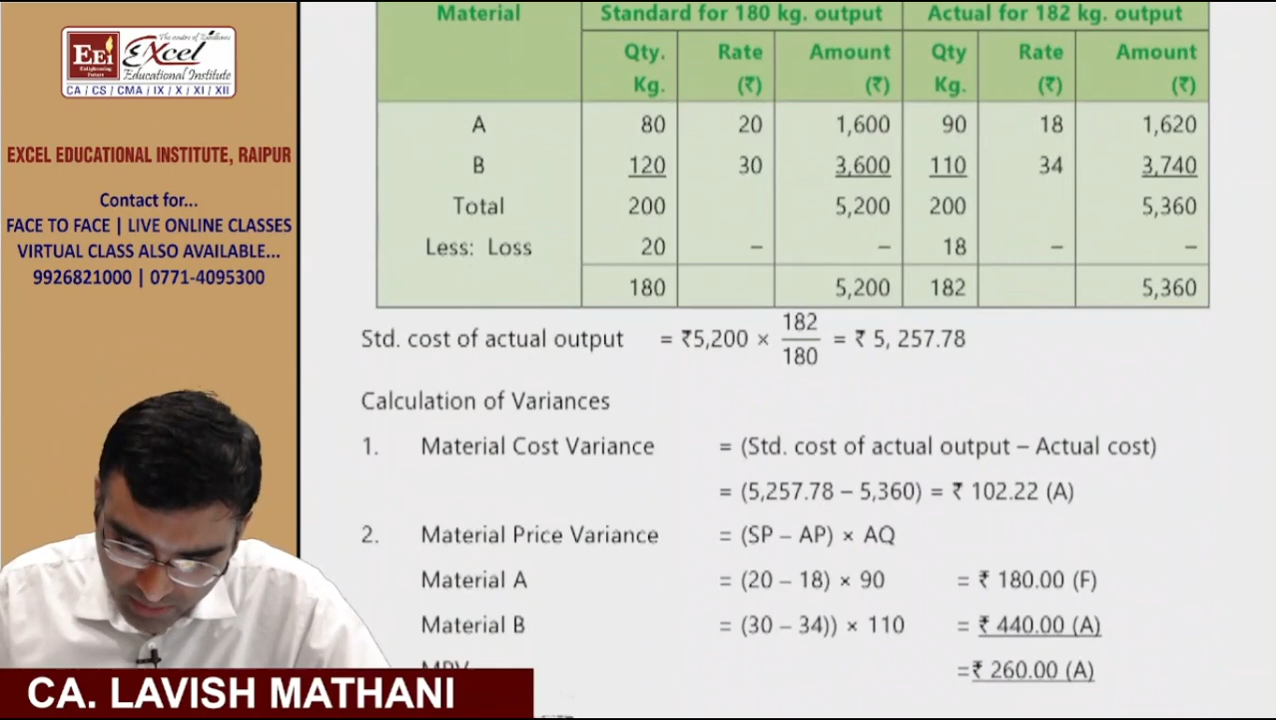 The centre of Excellence
EEi
Enlightening
Future
Excel
Educational Institute
CA / CS / CMA / IX / X / XI / XII
EXCEL EDUCATIONAL INSTITUTE, RAIPUR
Contact for...
FACE TO FACE | LIVE ONLINE CLASSES
VIRTUAL CLASS ALSO AVAILABLE...
9926821000 | 0771-4095300
Material Standard for 180 kg. output Actual for 182 kg. output
Qty. Kg. Rate (₹) Amount (₹) Qty Kg. Rate (₹) Amount (₹)
A 80 20 1,600 90 18 1,620
B 120 30 3,600 110 34 3,740
Total 200 5,200 200 5,360
Less: Loss 20 – – 18 – –
180 5,200 182 5,360
Std. cost of actual output = ₹5,200 × 182/180 = ₹ 5, 257.78
Calculation of Variances
1. Material Cost Variance = (Std. cost of actual output – Actual cost)
= (5,257.78 – 5,360) = ₹ 102.22 (A)
2. Material Price Variance = (SP – AP) × AQ
Material A = (20 – 18) × 90 = ₹ 180.00 (F)
Material B = (30 – 34)) × 110 = ₹ 440.00 (A)
MPV =₹ 260.00 (A)
CA. LAVISH MATHANI